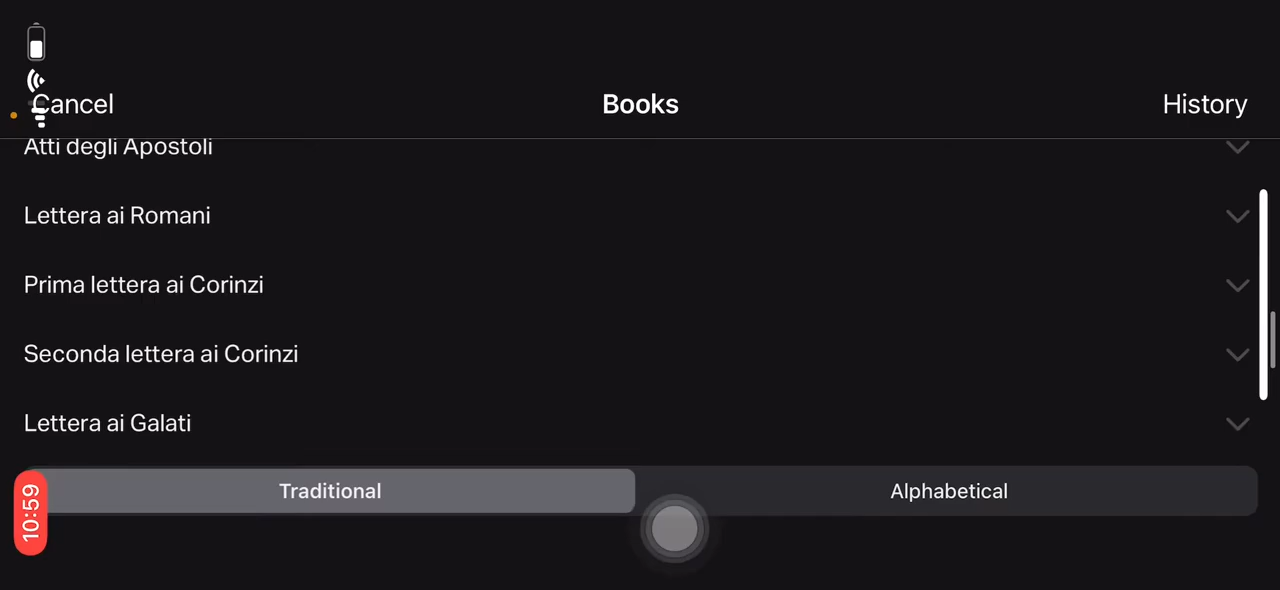 Cancel
Books
History
Atti degli Apostoli
Lettera ai Romani
Prima lettera ai Corinzi
Seconda lettera ai Corinzi
Lettera ai Galati
Traditional
Alphabetical
10:59